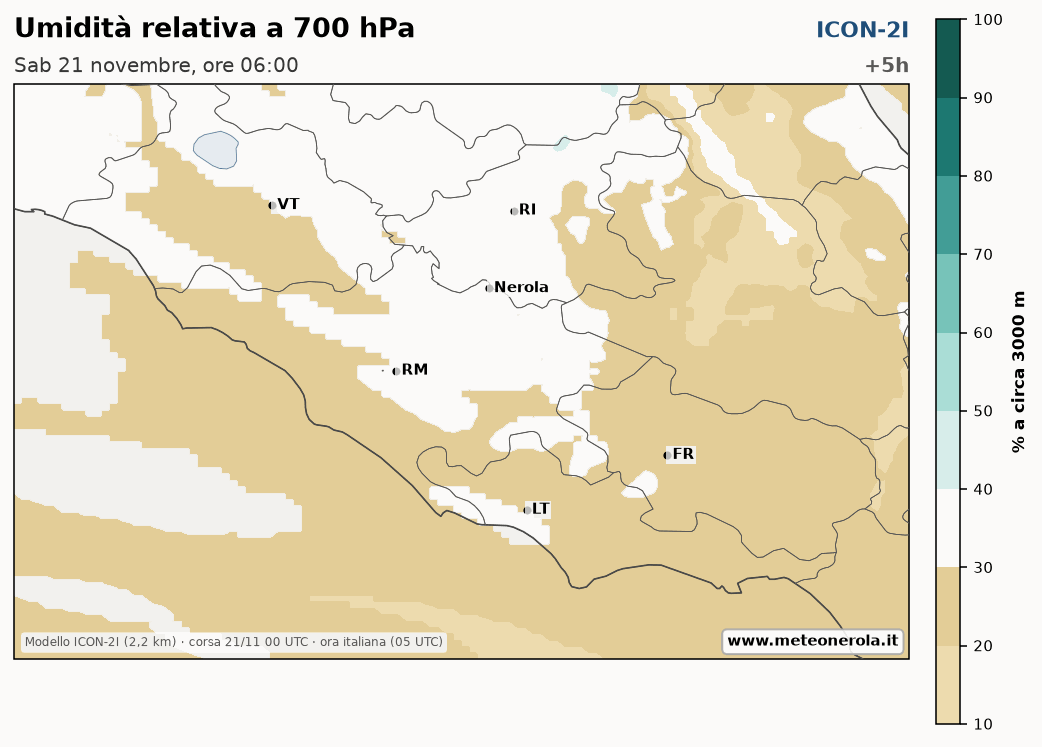 Umidità relativa a 700 hPa
ICON-2I
Sab 21 novembre, ore 06:00
+5h
VT
RI
Nerola
RM
FR
LT
Modello ICON-2I (2,2 km) · corsa 21/11 00 UTC · ora italiana (05 UTC)
www.meteonerola.it
100
90
80
70
60
50
40
30
20
10
% a circa 3000 m